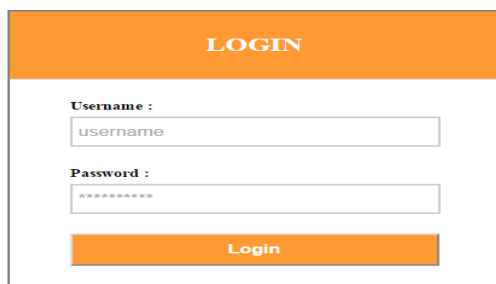 LOGIN
Username :
username
Password :
**********
Login